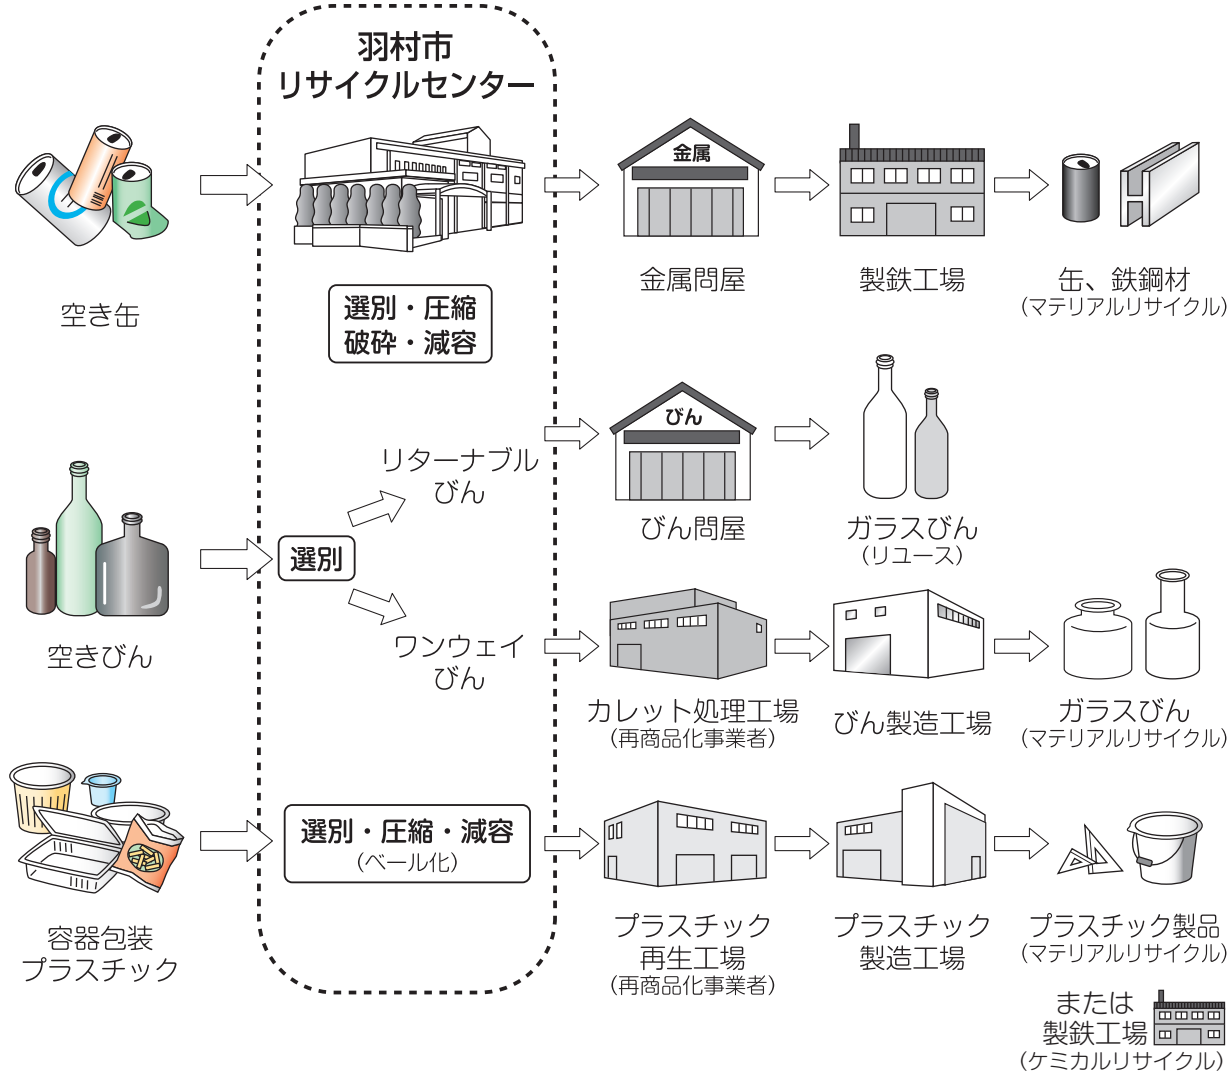 羽村市
リサイクルセンター
空き缶
選別・圧縮
破砕・減容
金属
金属問屋
製鉄工場
缶、鉄鋼材
（マテリアルリサイクル）
空きびん
選別
リターナブル
びん
びん
びん問屋
ガラスびん
（リユース）
ワンウェイ
びん
カレット処理工場
（再商品化事業者）
びん製造工場
ガラスびん
（マテリアルリサイクル）
容器包装
プラスチック
選別・圧縮・減容
（ベール化）
プラスチック
再生工場
（再商品化事業者）
プラスチック
製造工場
プラスチック製品
（マテリアルリサイクル）
または
製鉄工場
（ケミカルリサイクル）